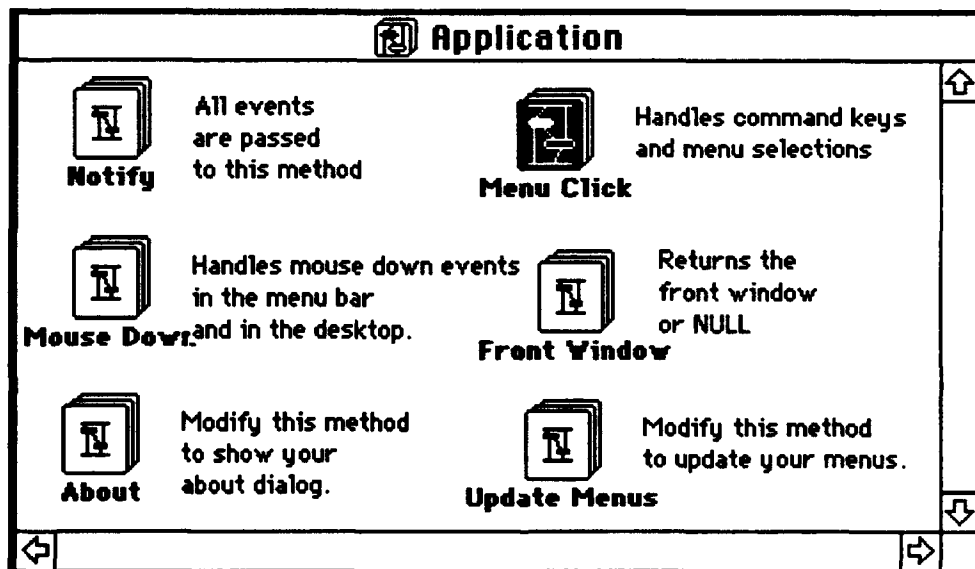 Application
All events
are passed
to this method
Notify
Handles command keys
and menu selections
Menu Click
Handles mouse down events
in the menu bar
and in the desktop.
Mouse Down
Returns the
front window
or NULL
Front Window
Modify this method
to show your
about dialog.
About
Modify this method
to update your menus.
Update Menus